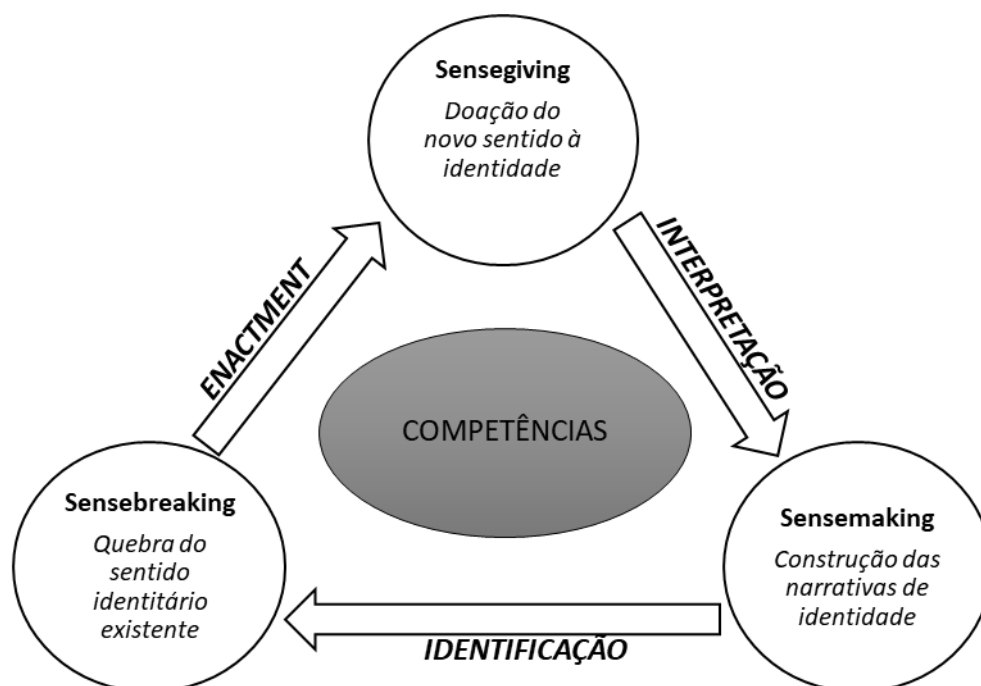 Sensegiving
Doação do
novo sentido à
identidade
ENACTMENT
INTERPRETAÇÃO
COMPETÊNCIAS
Sensebreaking
Quebra do
sentido
identitário
existente
Sensemaking
Construção das
narrativas de
identidade
IDENTIFICAÇÃO